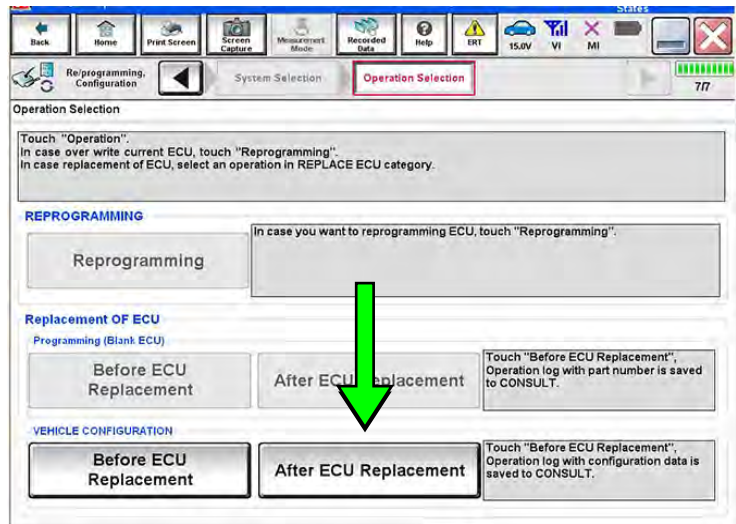 States
Back
Home
Print Screen
Screen
Capture
Measurement
Mode
Recorded
Data
Help
ERT
15.0V
VI
MI
Re/programming,
Configuration
System Selection
Operation Selection
7/7
Operation Selection
Touch "Operation".
In case over write current ECU, touch "Reprogramming".
In case replacement of ECU, select an operation in REPLACE ECU category.
REPROGRAMMING
Reprogramming
In case you want to reprogramming ECU, touch "Reprogramming".
Replacement OF ECU
Programming (Blank ECU)
Before ECU
Replacement
After ECU Replacement
Touch "Before ECU Replacement",
Operation log with part number is saved
to CONSULT.
VEHICLE CONFIGURATION
Before ECU
Replacement
After ECU Replacement
Touch "Before ECU Replacement",
Operation log with configuration data is
saved to CONSULT.